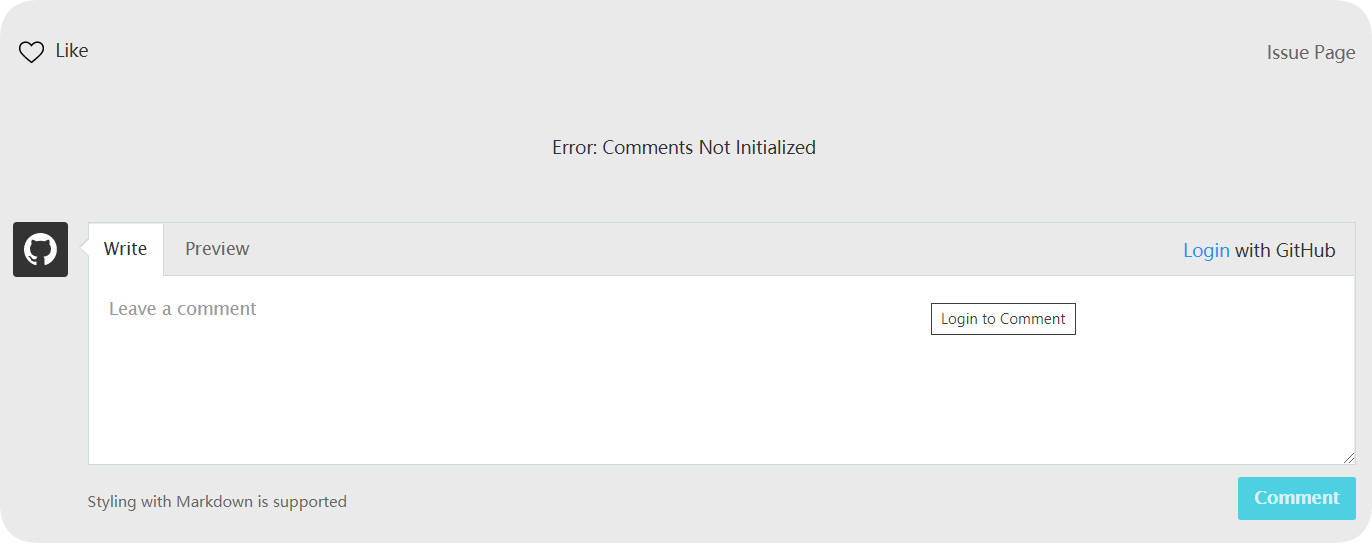 Like
Issue Page
Error: Comments Not Initialized
Write Preview Login with GitHub
Leave a comment
Login to Comment
Styling with Markdown is supported
Comment